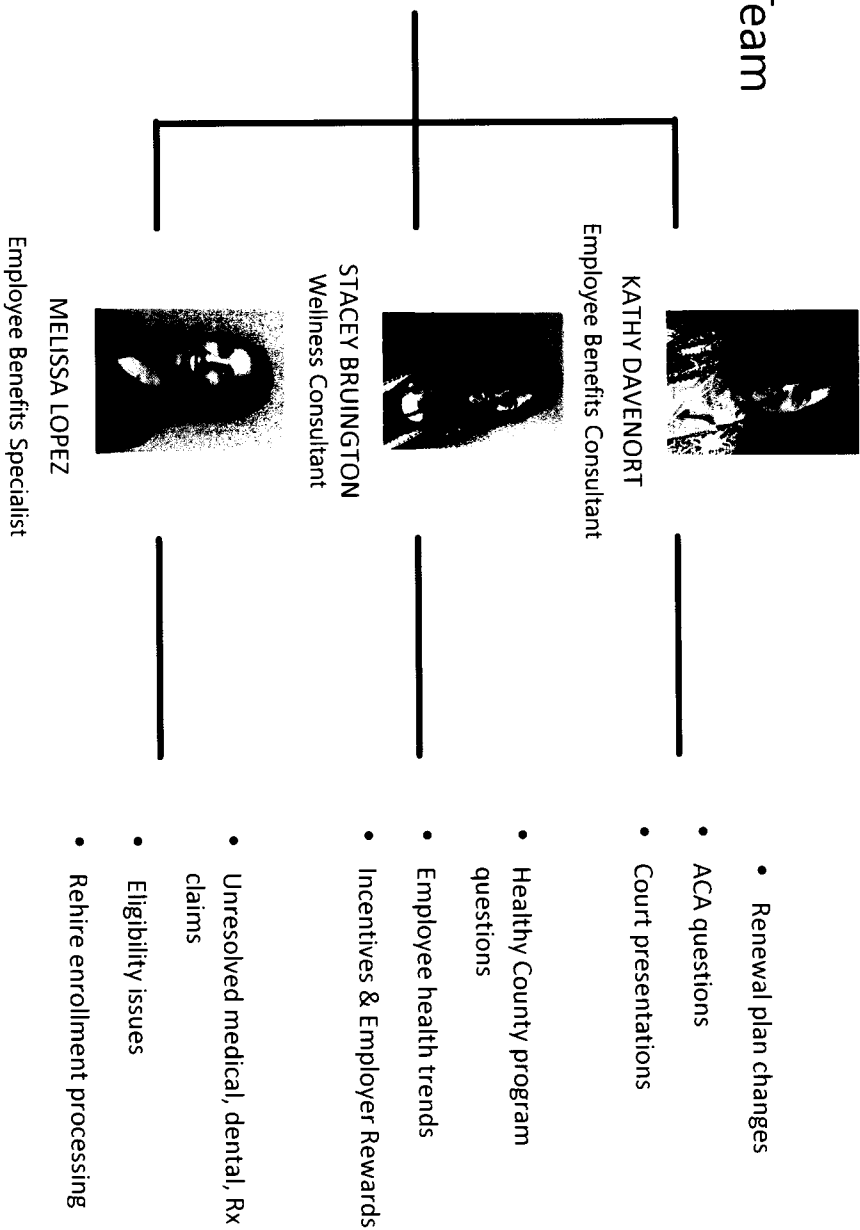 Team
KATHY DAVENORT
Employee Benefits Consultant
• Renewal plan changes
• ACA questions
• Court presentations
STACEY BRUINGTON
Wellness Consultant
• Healthy County program
questions
• Employee health trends
• Incentives & Employer Rewards
MELISSA LOPEZ
Employee Benefits Specialist
• Unresolved medical, dental, Rx
claims
• Eligibility issues
• Rehire enrollment processing